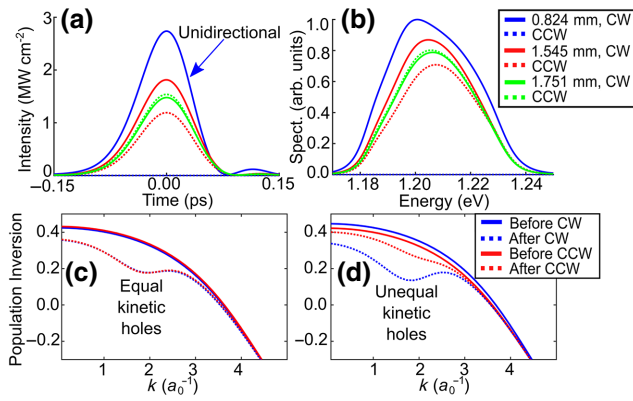 (a)
Unidirectional
Intensity (MW cm⁻²)
3
2
1
0
−0.15
0.00
0.15
Time (ps)
(b)
Spect. (arb. units)
1.0
0.8
0.6
0.4
0.2
0.0
1.18
1.20
1.22
1.24
Energy (eV)
0.824 mm, CW
CCW
1.545 mm, CW
CCW
1.751 mm, CW
CCW
Population Inversion
0.4
0.2
0.0
−0.2
(c)
Equal
kinetic
holes
1
2
3
4
k (a₀⁻¹)
0.4
0.2
0.0
−0.2
(d)
Unequal
kinetic
holes
1
2
3
4
k (a₀⁻¹)
Before CW
After CW
Before CCW
After CCW